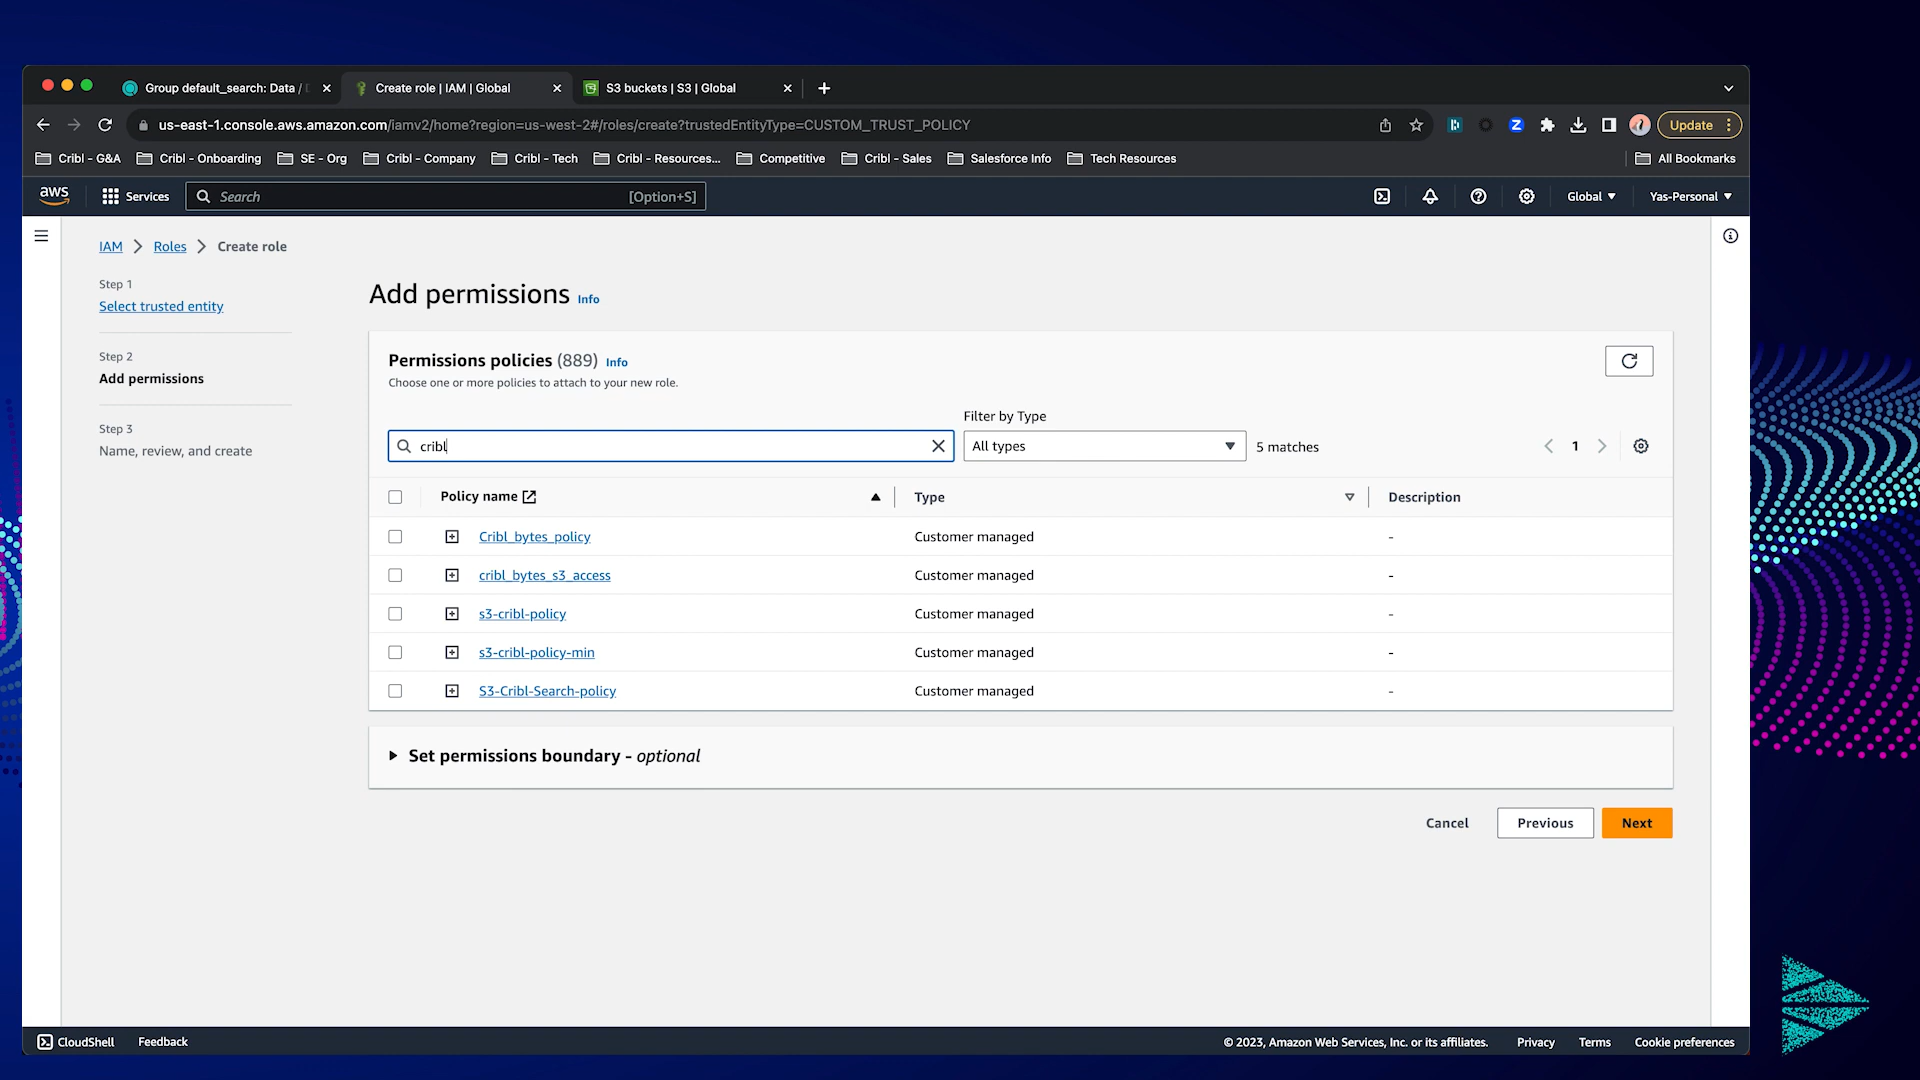 Group default_search: Data / D
Create role | IAM | Global
S3 buckets | S3 | Global
us-east-1.console.aws.amazon.com/iamv2/home?region=us-west-2#/roles/create?trustedEntityType=CUSTOM_TRUST_POLICY
Update
Cribl - G&A
Cribl - Onboarding
SE - Org
Cribl - Company
Cribl - Tech
Cribl - Resources...
Competitive
Cribl - Sales
Salesforce Info
Tech Resources
All Bookmarks
aws
Services
Search
[Option+S]
Global
Yas-Personal
IAM
Roles
Create role
Step 1
Select trusted entity
Step 2
Add permissions
Step 3
Name, review, and create
Add permissions Info
Permissions policies (889) Info
Choose one or more policies to attach to your new role.
Filter by Type
cribl
All types
5 matches
1
Policy name
Type
Description
Cribl_bytes_policy
Customer managed
-
cribl_bytes_s3_access
Customer managed
-
s3-cribl-policy
Customer managed
-
s3-cribl-policy-min
Customer managed
-
S3-Cribl-Search-policy
Customer managed
-
Set permissions boundary - optional
Cancel
Previous
Next
CloudShell
Feedback
© 2023, Amazon Web Services, Inc. or its affiliates.
Privacy
Terms
Cookie preferences